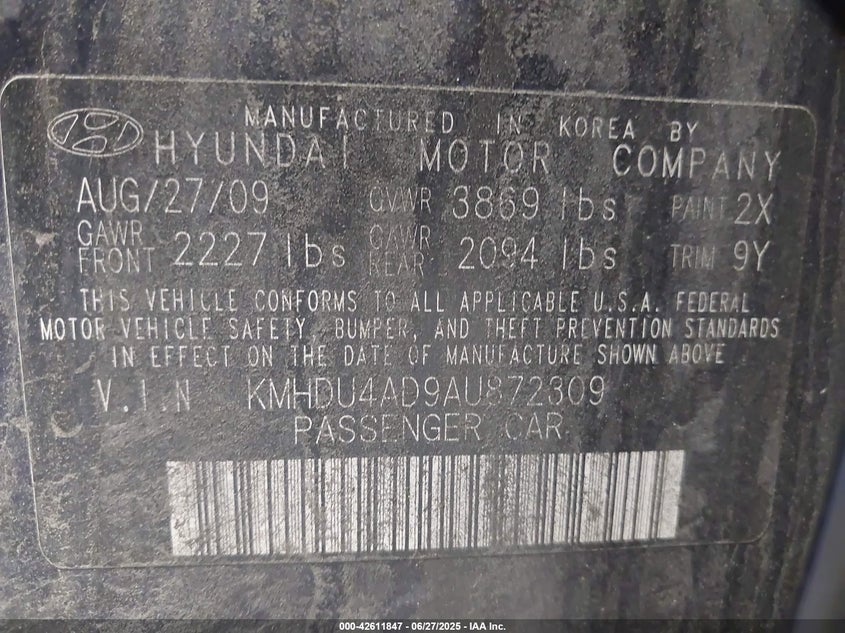 MANUFACTURED IN KOREA BY
HYUNDAI MOTOR COMPANY
AUG/27/09 GVWR 3869 lbs PAINT 2X
GAWR FRONT 2227 lbs GAWR REAR 2094 lbs TRIM 9Y
THIS VEHICLE CONFORMS TO ALL APPLICABLE U.S.A. FEDERAL
MOTOR VEHICLE SAFETY, BUMPER, AND THEFT PREVENTION STANDARDS
IN EFFECT ON THE DATE OF MANUFACTURE SHOWN ABOVE
V.I.N KMHDU4AD9AU872309
PASSENGER CAR
000-42611847 | 06/27/2025 | IAA Inc.